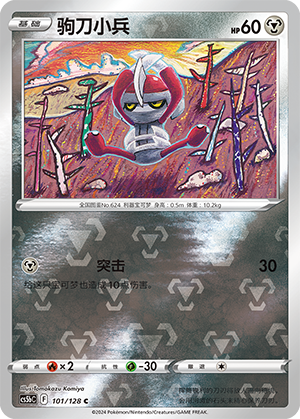 基础 驹刀小兵 HP60
全国图鉴No.624 利器宝可梦 身高：0.5m 体重：10.2kg
突击 30
给这只宝可梦也造成10点伤害。
弱点 ×2 抵抗力 -30 撤退
Illus.Tomokazu Komiya
CS5bC F 101/128 C
©2024 Pokémon/Nintendo/Creatures/GAME FREAK.